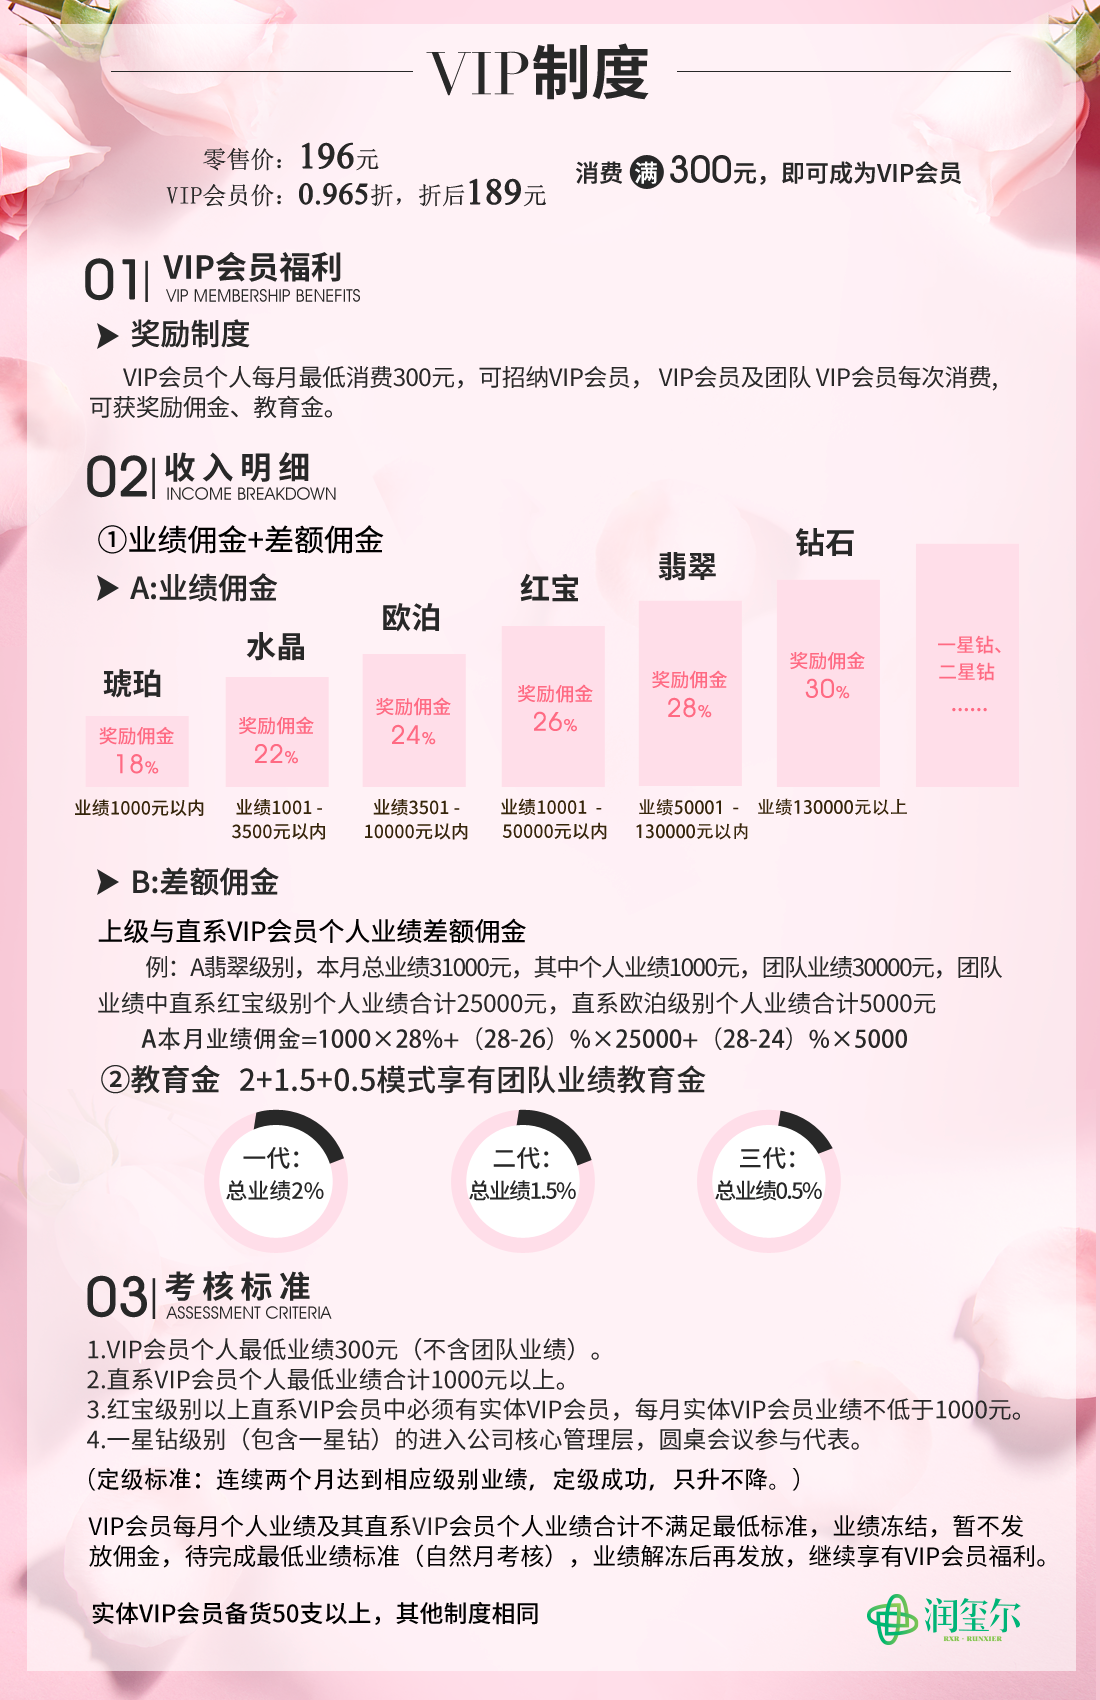 VIP制度
零售价：196元
VIP会员价：0.965折，折后189元
消费 满 300元，即可成为VIP会员
01 VIP会员福利
VIP MEMBERSHIP BENEFITS
奖励制度
VIP会员个人每月最低消费300元，可招纳VIP会员， VIP会员及团队 VIP会员每次消费,
可获奖励佣金、教育金。
02 收入明细
INCOME BREAKDOWN
①业绩佣金+差额佣金
A:业绩佣金
琥珀
奖励佣金
18%
业绩1000元以内
水晶
奖励佣金
22%
业绩1001 -
3500元以内
欧泊
奖励佣金
24%
业绩3501 -
10000元以内
红宝
奖励佣金
26%
业绩10001 -
50000元以内
翡翠
奖励佣金
28%
业绩50001 -
130000元以内
钻石
奖励佣金
30%
业绩130000元以上
一星钻、
二星钻
······
B:差额佣金
上级与直系VIP会员个人业绩差额佣金
例：A翡翠级别，本月总业绩31000元，其中个人业绩1000元，团队业绩30000元，团队
业绩中直系红宝级别个人业绩合计25000元，直系欧泊级别个人业绩合计5000元
A本月业绩佣金=1000×28%+（28-26）%×25000+（28-24）%×5000
②教育金 2+1.5+0.5模式享有团队业绩教育金
一代：
总业绩2%
二代：
总业绩1.5%
三代：
总业绩0.5%
03 考核标准
ASSESSMENT CRITERIA
1.VIP会员个人最低业绩300元（不含团队业绩）。
2.直系VIP会员个人最低业绩合计1000元以上。
3.红宝级别以上直系VIP会员中必须有实体VIP会员，每月实体VIP会员业绩不低于1000元。
4.一星钻级别（包含一星钻）的进入公司核心管理层，圆桌会议参与代表。
（定级标准：连续两个月达到相应级别业绩，定级成功，只升不降。）
VIP会员每月个人业绩及其直系VIP会员个人业绩合计不满足最低标准，业绩冻结，暂不发
放佣金，待完成最低业绩标准（自然月考核），业绩解冻后再发放，继续享有VIP会员福利。
实体VIP会员备货50支以上，其他制度相同
润玺尔
RXR · RUNXIER